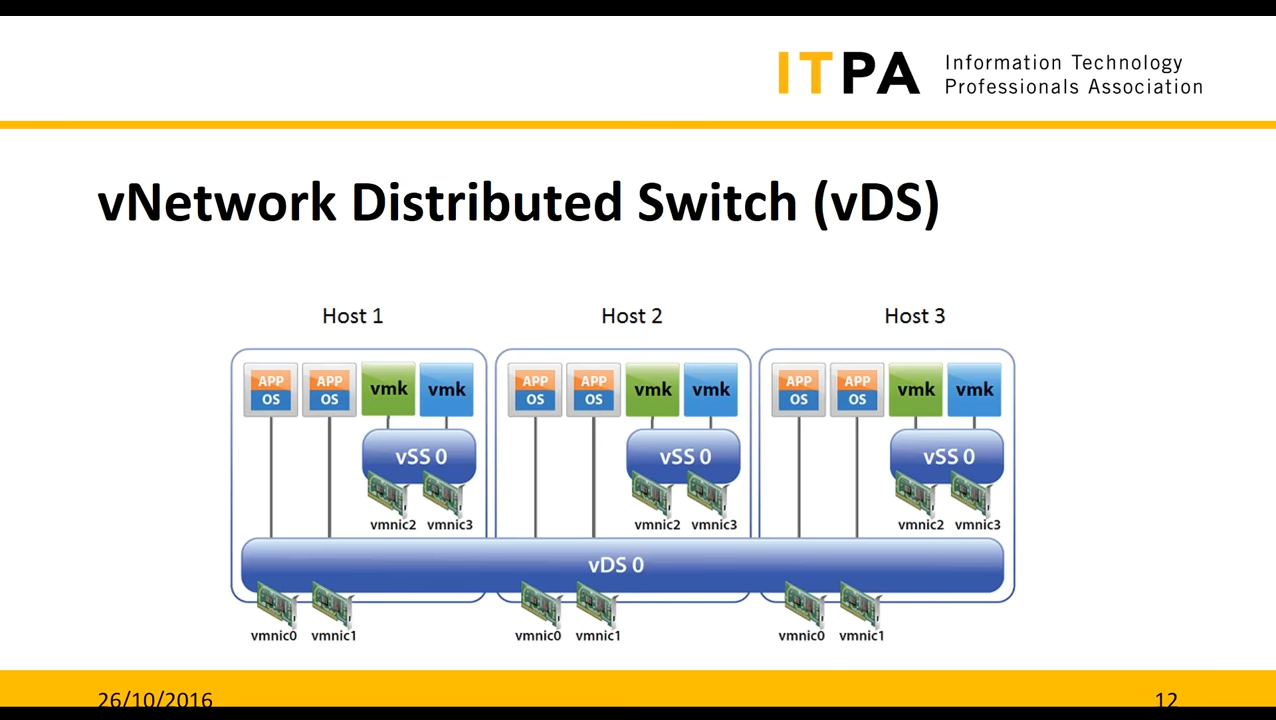 ITPA Information Technology
Professionals Association
vNetwork Distributed Switch (vDS)
Host 1 Host 2 Host 3
APP OS APP OS vmk vmk APP OS APP OS vmk vmk APP OS APP OS vmk vmk
vSS 0 vSS 0 vSS 0
vmnic2 vmnic3 vmnic2 vmnic3 vmnic2 vmnic3
vDS 0
vmnic0 vmnic1 vmnic0 vmnic1 vmnic0 vmnic1
26/10/2016 12